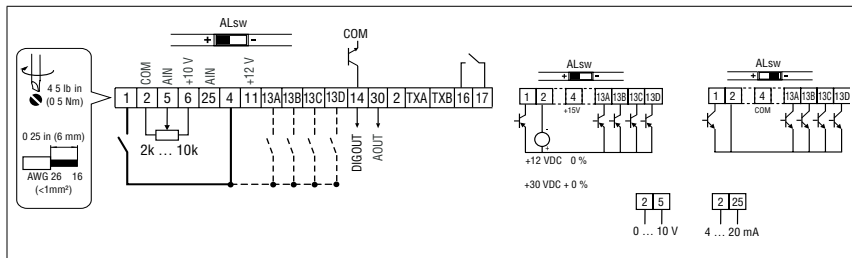 ALsw
+ -
COM
AIN
+10 V
AIN
+12 V
COM
4 5 lb in
(0 5 Nm)
0 25 in (6 mm)
AWG 26 16
(<1mm²)
1 2 5 6 25 4 11 13A 13B 13C 13D 14 30 2 TXA TXB 16 17
2k ... 10k
DIGOUT
AOUT
ALsw
+ -
1 2 4 13A 13B 13C 13D
+15V
+12 VDC 0 %
+30 VDC + 0 %
ALsw
+ -
1 2 4 13A 13B 13C 13D
COM
2 5
0 ... 10 V
2 25
4 ... 20 mA